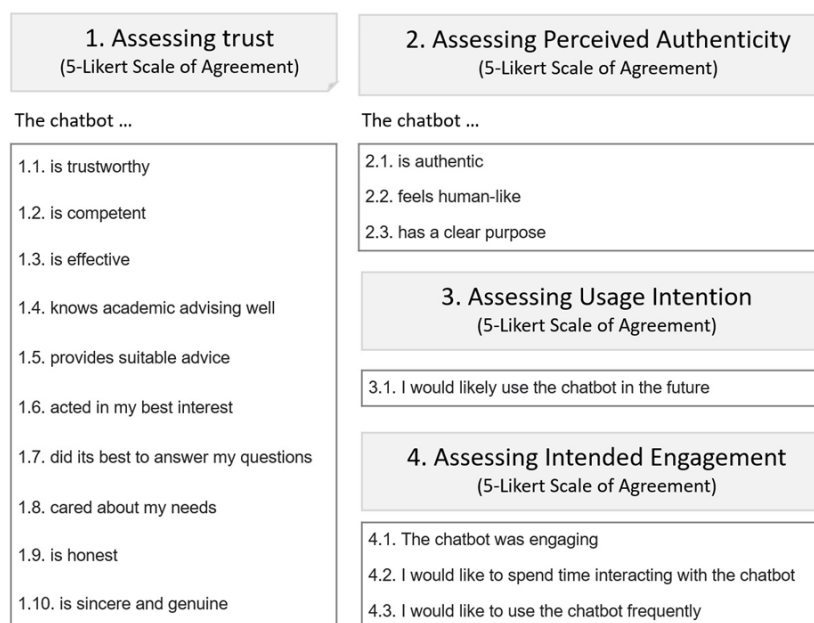 1. Assessing trust
(5-Likert Scale of Agreement)
The chatbot ...
1.1. is trustworthy
1.2. is competent
1.3. is effective
1.4. knows academic advising well
1.5. provides suitable advice
1.6. acted in my best interest
1.7. did its best to answer my questions
1.8. cared about my needs
1.9. is honest
1.10. is sincere and genuine
2. Assessing Perceived Authenticity
(5-Likert Scale of Agreement)
The chatbot ...
2.1. is authentic
2.2. feels human-like
2.3. has a clear purpose
3. Assessing Usage Intention
(5-Likert Scale of Agreement)
3.1. I would likely use the chatbot in the future
4. Assessing Intended Engagement
(5-Likert Scale of Agreement)
4.1. The chatbot was engaging
4.2. I would like to spend time interacting with the chatbot
4.3. I would like to use the chatbot frequently